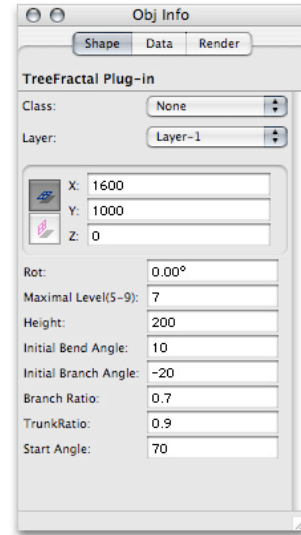 Obj Info
Shape Data Render
TreeFractal Plug-in
Class: None
Layer: Layer-1
X: 1600
Y: 1000
Z: 0
Rot: 0.00°
Maximal Level(5-9): 7
Height: 200
Initial Bend Angle: 10
Initial Branch Angle: -20
Branch Ratio: 0.7
TrunkRatio: 0.9
Start Angle: 70